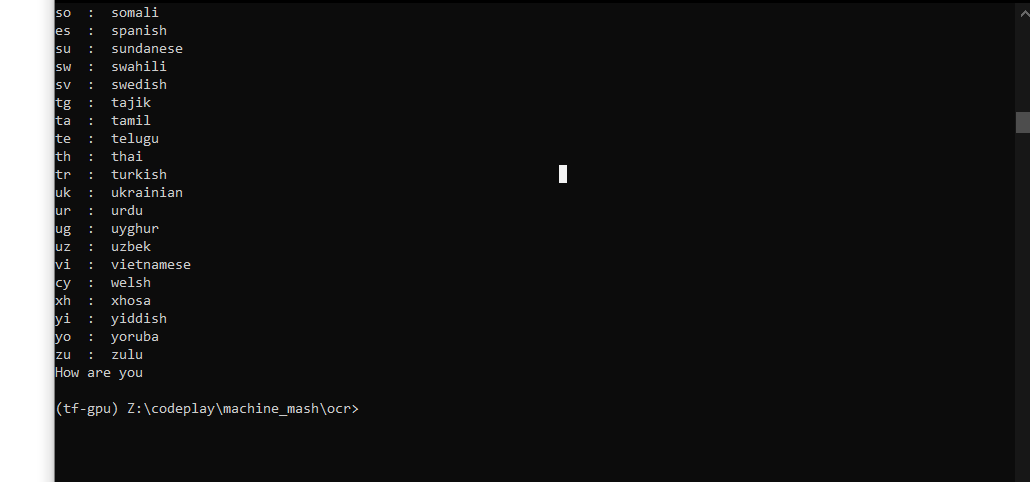 so  :  somali
es  :  spanish
su  :  sundanese
sw  :  swahili
sv  :  swedish
tg  :  tajik
ta  :  tamil
te  :  telugu
th  :  thai
tr  :  turkish
uk  :  ukrainian
ur  :  urdu
ug  :  uyghur
uz  :  uzbek
vi  :  vietnamese
cy  :  welsh
xh  :  xhosa
yi  :  yiddish
yo  :  yoruba
zu  :  zulu
How are you
(tf-gpu) Z:\codeplay\machine_mash\ocr>